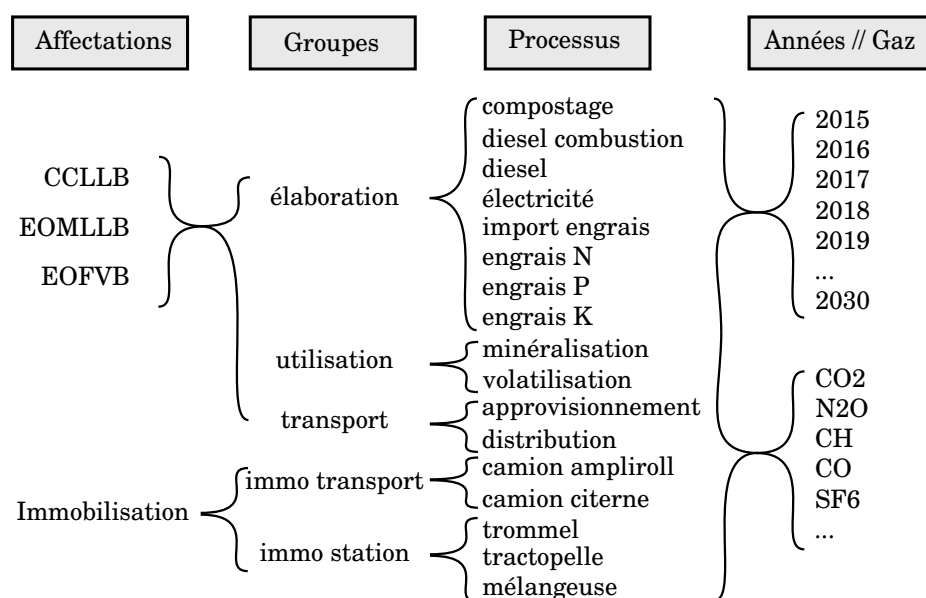 Affectations
Groupes
Processus
Années // Gaz
CCLLB
EOMLLB
EOFVB
Immobilisation
élaboration
utilisation
transport
immo transport
immo station
compostage
diesel combustion
diesel
électricité
import engrais
engrais N
engrais P
engrais K
minéralisation
volatilisation
approvisionnement
distribution
camion ampliroll
camion citerne
trommel
tractopelle
mélangeuse
2015
2016
2017
2018
2019
...
2030
CO2
N2O
CH
CO
SF6
...